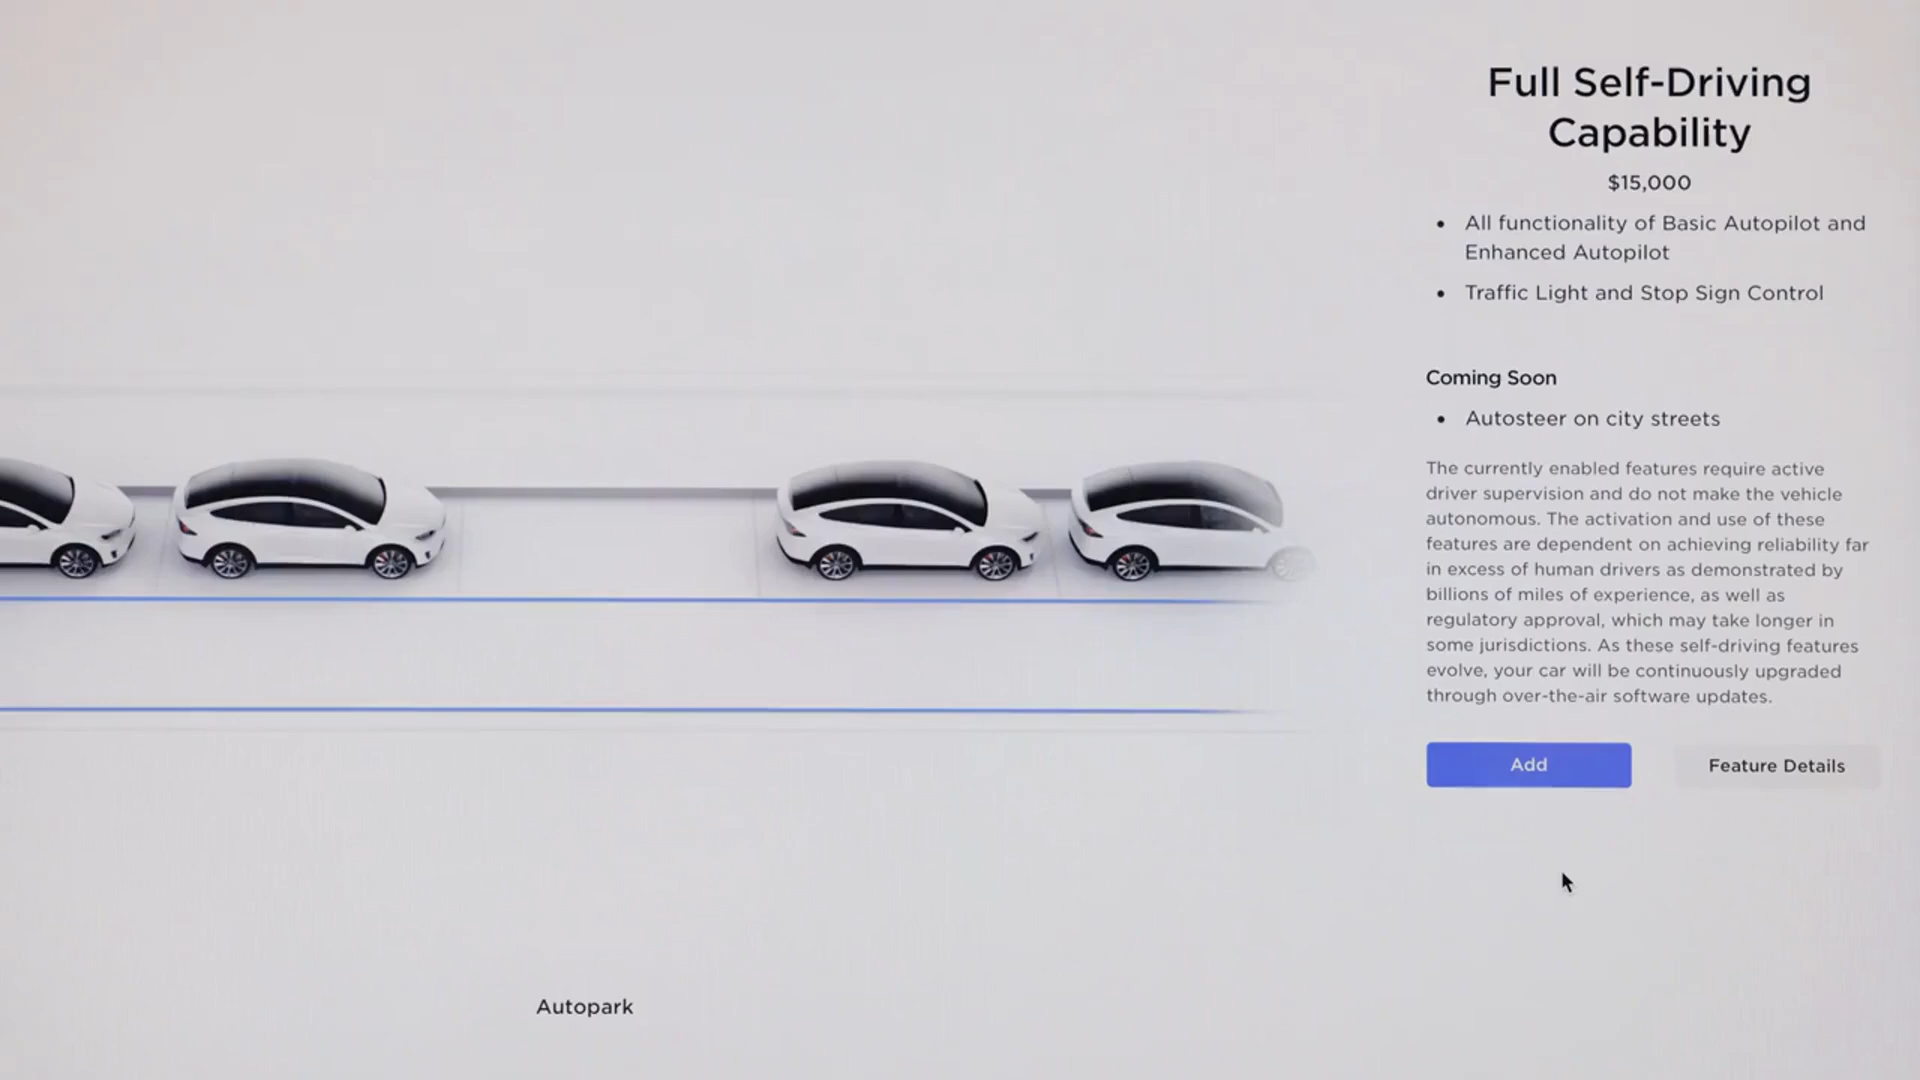 Full Self-Driving
Capability
$15,000
• All functionality of Basic Autopilot and
Enhanced Autopilot
• Traffic Light and Stop Sign Control
Coming Soon
• Autosteer on city streets
The currently enabled features require active
driver supervision and do not make the vehicle
autonomous. The activation and use of these
features are dependent on achieving reliability far
in excess of human drivers as demonstrated by
billions of miles of experience, as well as
regulatory approval, which may take longer in
some jurisdictions. As these self-driving features
evolve, your car will be continuously upgraded
through over-the-air software updates.
Add
Feature Details
Autopark